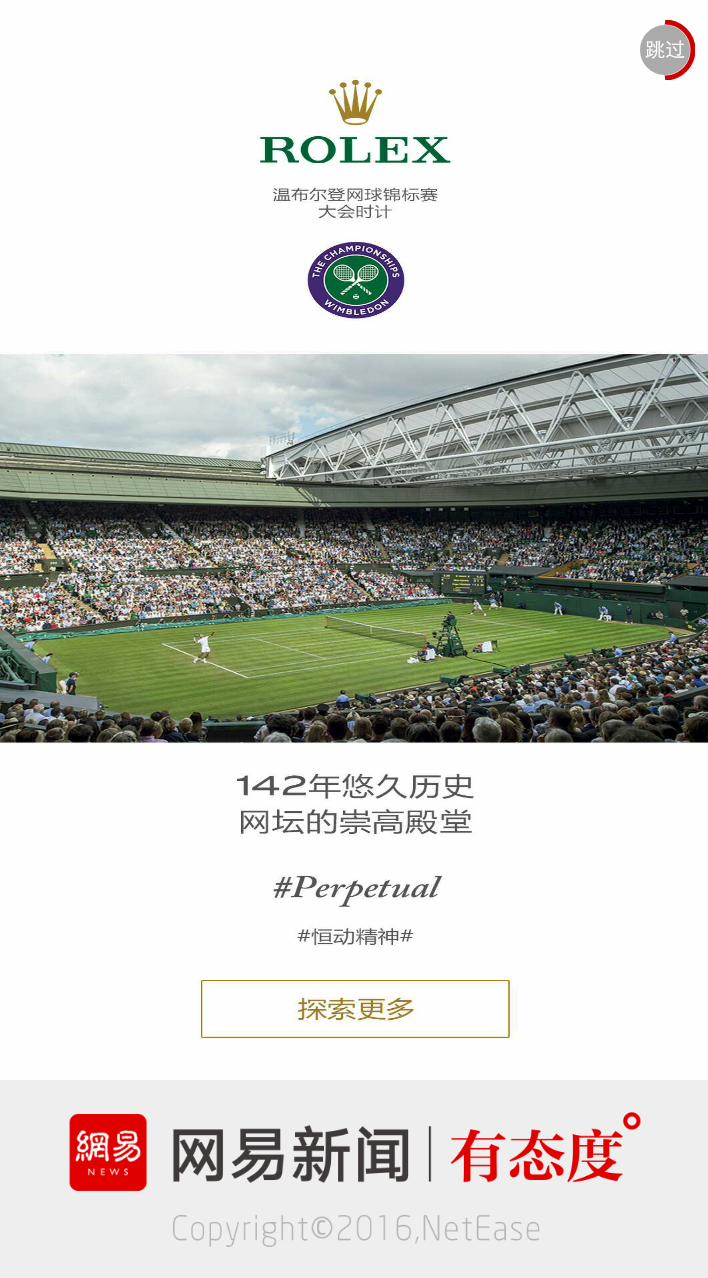 跳过
ROLEX
温布尔登网球锦标赛
大会时计
THE CHAMPIONSHIPS
WIMBLEDON
142年悠久历史
网坛的崇高殿堂
#Perpetual
#恒动精神#
探索更多
網易
NEWS
网易新闻
有态度
Copyright©2016,NetEase